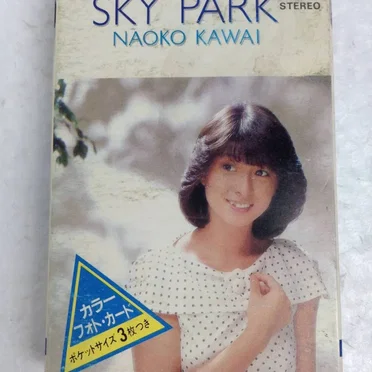 SKY PARK
STEREO
NAOKO KAWAI
カラー
フォト・カード
ポケットサイズ3枚つき